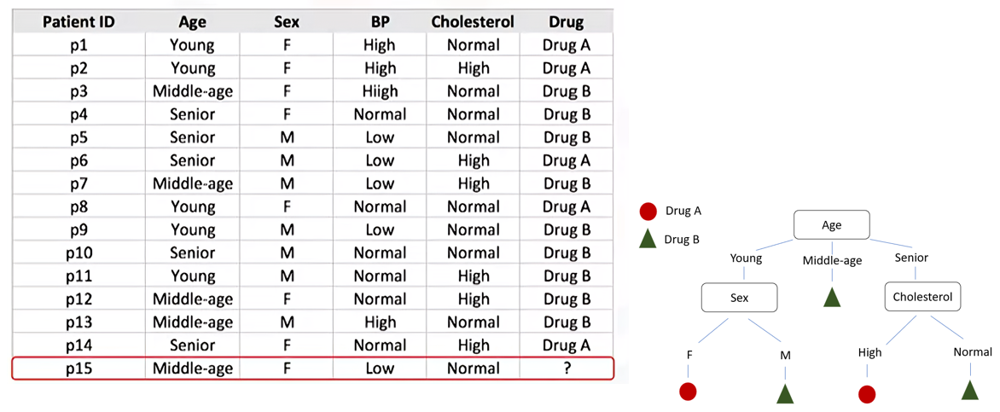 Patient ID Age Sex BP Cholesterol Drug
p1 Young F High Normal Drug A
p2 Young F High High Drug A
p3 Middle-age F Hiigh Normal Drug B
p4 Senior F Normal Normal Drug B
p5 Senior M Low Normal Drug B
p6 Senior M Low High Drug A
p7 Middle-age M Low High Drug B
p8 Young F Normal Normal Drug A
p9 Young M Low Normal Drug B
p10 Senior M Normal Normal Drug B
p11 Young M Normal High Drug B
p12 Middle-age F Normal High Drug B
p13 Middle-age M High Normal Drug B
p14 Senior F Normal High Drug A
p15 Middle-age F Low Normal ?
Drug A
Drug B
Age
Young Middle-age Senior
Sex Cholesterol
F M High Normal